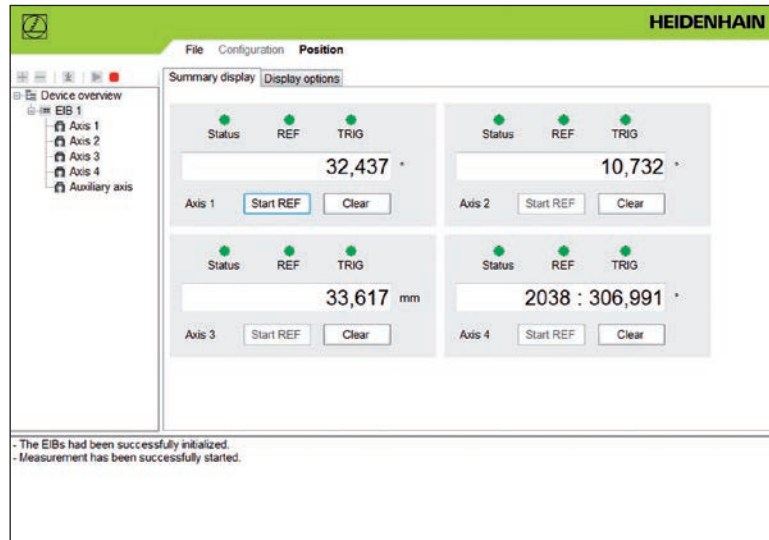 HEIDENHAIN
File Configuration Position
Summary display Display options
Device overview
EIB 1
Axis 1
Axis 2
Axis 3
Axis 4
Auxiliary axis
Status REF TRIG
32,437 °
Axis 1 Start REF Clear
Status REF TRIG
10,732 °
Axis 2 Start REF Clear
Status REF TRIG
33,617 mm
Axis 3 Start REF Clear
Status REF TRIG
2038 : 306,991 °
Axis 4 Start REF Clear
- The EIBs had been successfully initialized.
- Measurement has been successfully started.